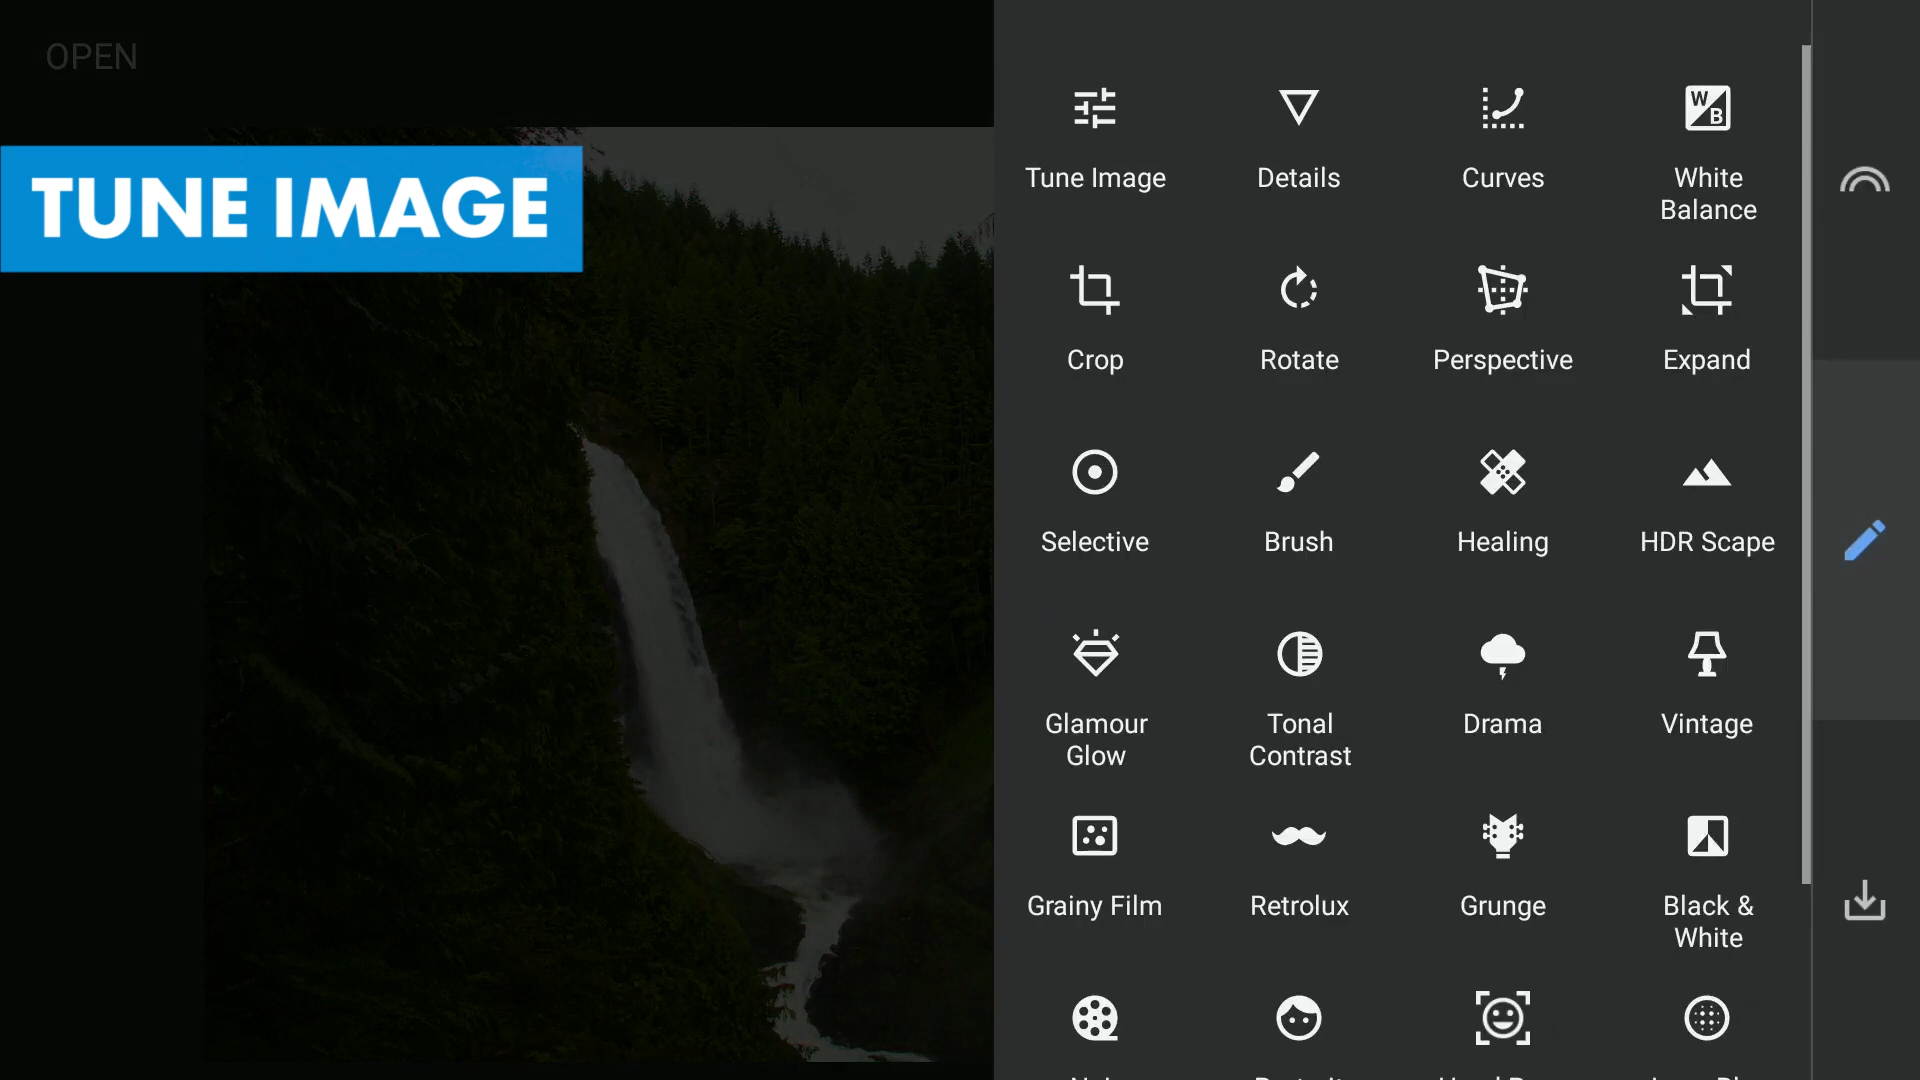 OPEN
TUNE IMAGE
Tune Image
Details
Curves
W
B
White
Balance
Crop
Rotate
Perspective
Expand
Selective
Brush
Healing
HDR Scape
Glamour
Glow
Tonal
Contrast
Drama
Vintage
Grainy Film
Retrolux
Grunge
Black &
White